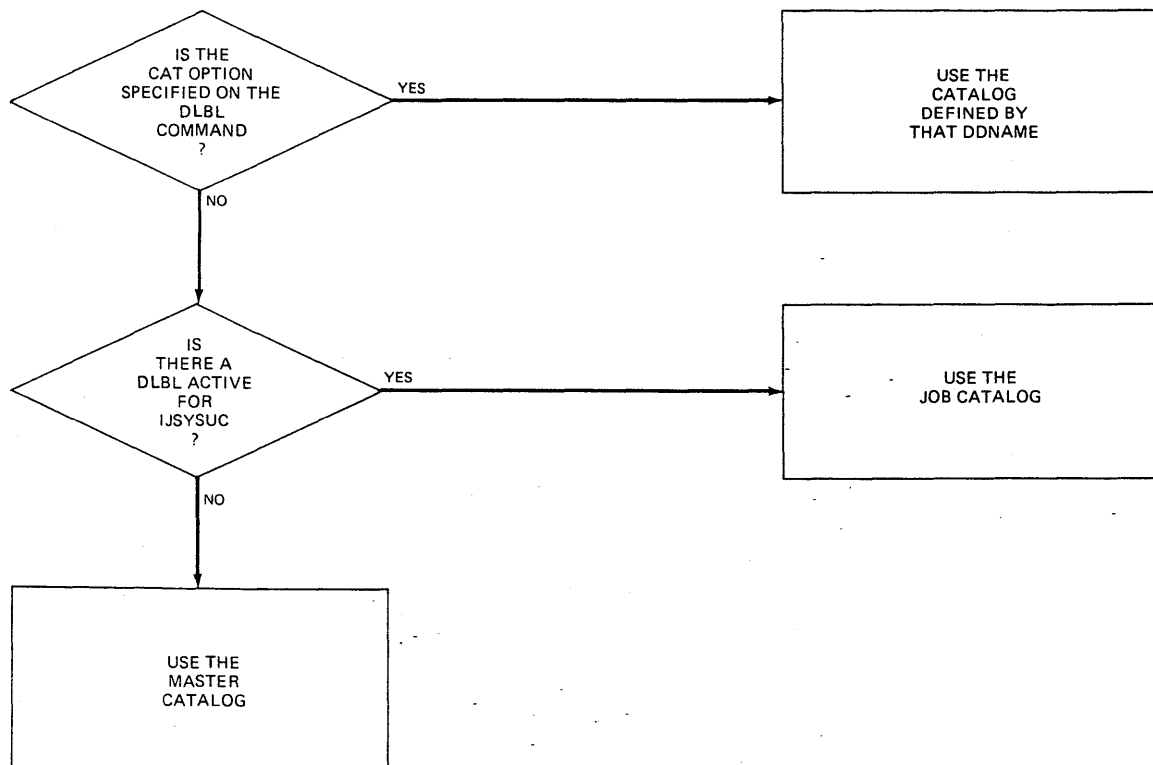 IS THE
CAT OPTION
SPECIFIED ON THE
DLBL
COMMAND
?
YES
USE THE
CATALOG
DEFINED BY
THAT DDNAME
NO
IS
THERE A
DLBL ACTIVE
FOR
IJSYSUC
?
YES
USE THE
JOB CATALOG
NO
USE THE
MASTER
CATALOG